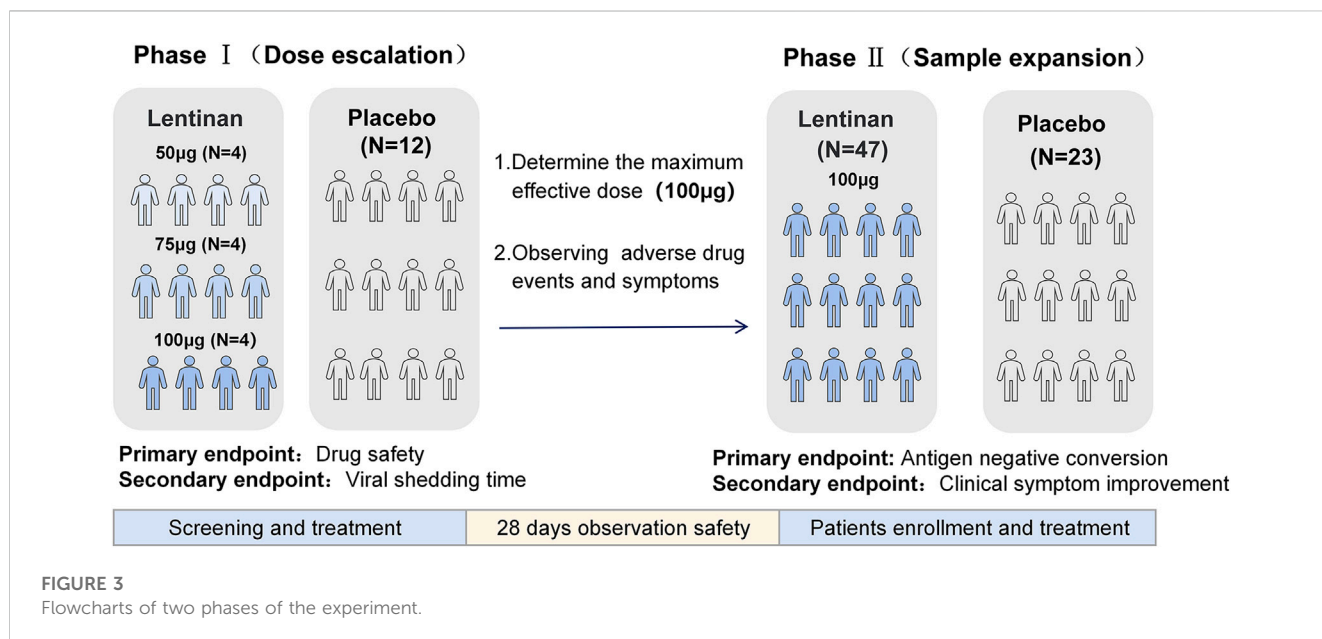 Phase Ⅰ（Dose escalation）
Lentinan
50μg (N=4)
75μg (N=4)
100μg (N=4)
Placebo
(N=12)
Primary endpoint：Drug safety
Secondary endpoint：Viral shedding time
1.Determine the maximum
effective dose (100μg)
2.Observing adverse drug
events and symptoms
Phase Ⅱ（Sample expansion）
Lentinan
(N=47)
100μg
Placebo
(N=23)
Primary endpoint: Antigen negative conversion
Secondary endpoint：Clinical symptom improvement
Screening and treatment
28 days observation safety
Patients enrollment and treatment
FIGURE 3
Flowcharts of two phases of the experiment.